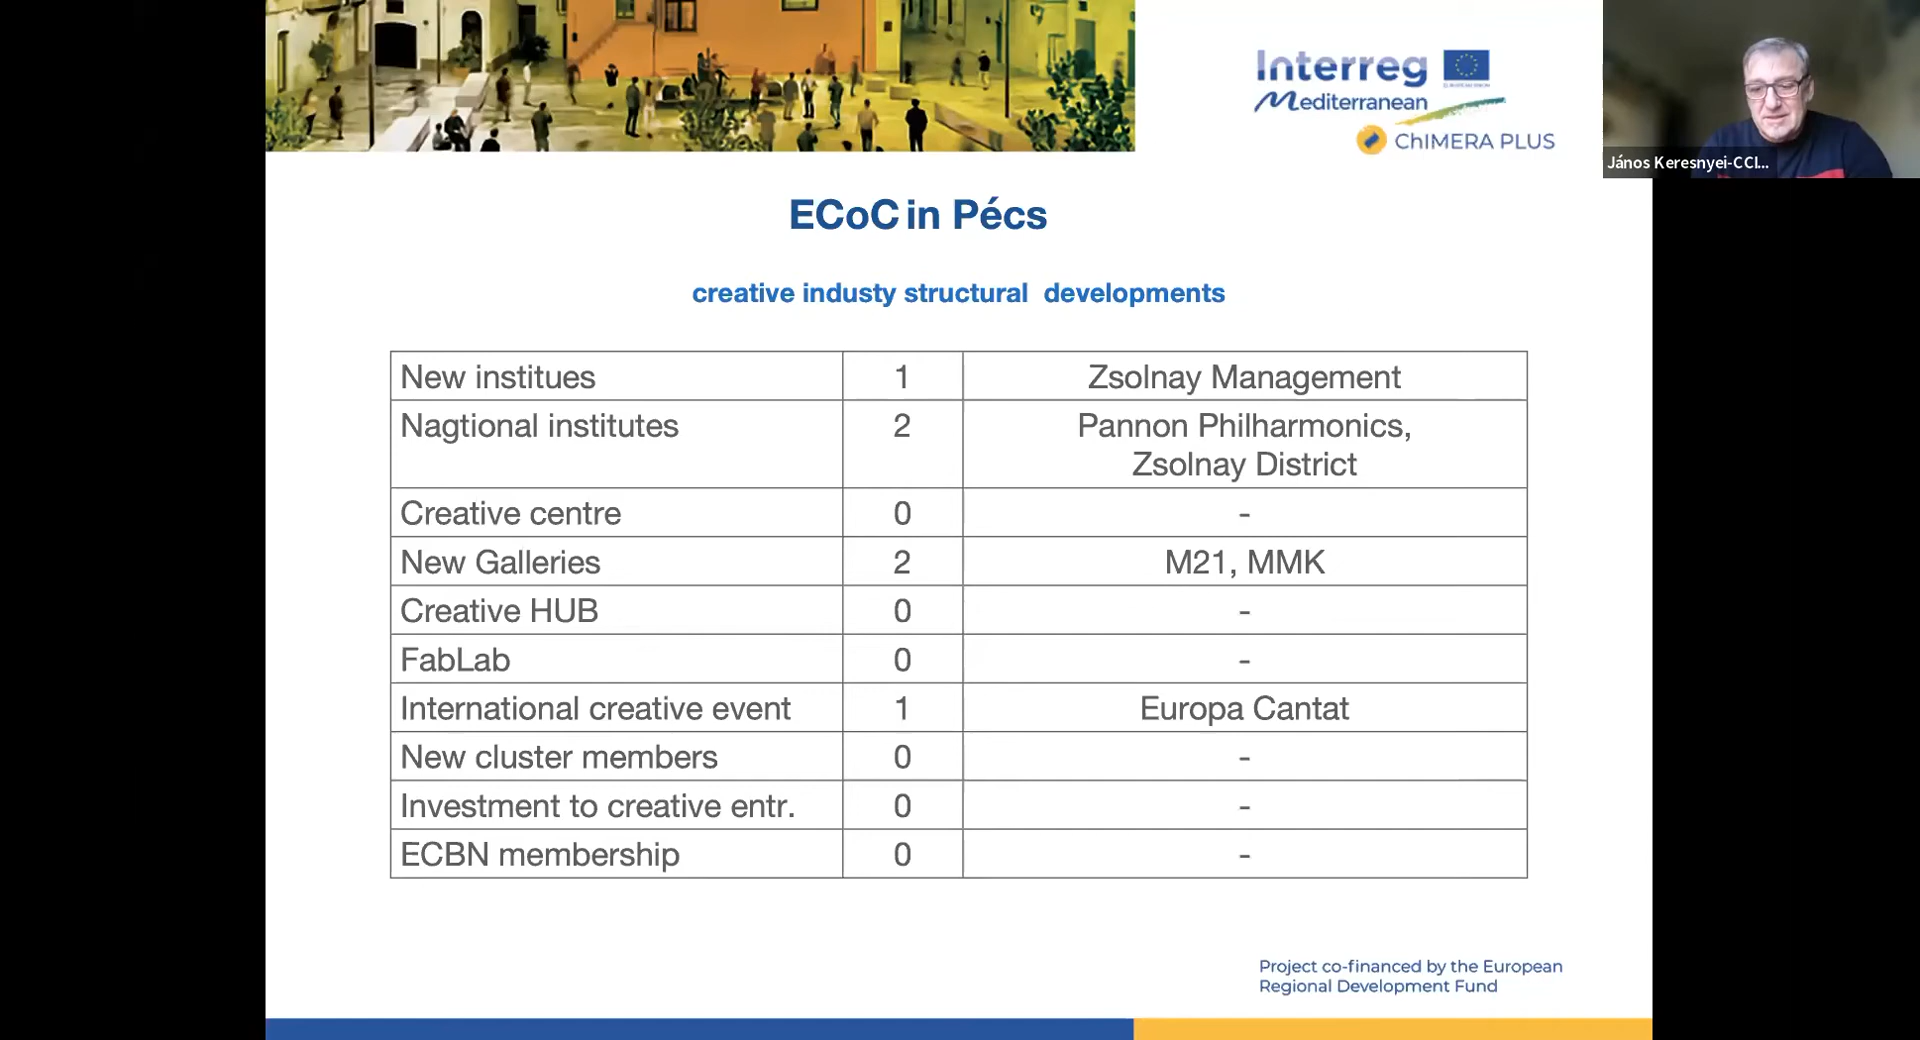 Interreg
EUROPEAN UNION
Mediterranean
ChIMERA PLUS
János Keresnyei-CCI...
ECoC in Pécs
creative industy structural developments
New institues 1 Zsolnay Management
Nagtional institutes 2 Pannon Philharmonics,
Zsolnay District
Creative centre 0 -
New Galleries 2 M21, MMK
Creative HUB 0 -
FabLab 0 -
International creative event 1 Europa Cantat
New cluster members 0 -
Investment to creative entr. 0 -
ECBN membership 0 -
Project co-financed by the European
Regional Development Fund